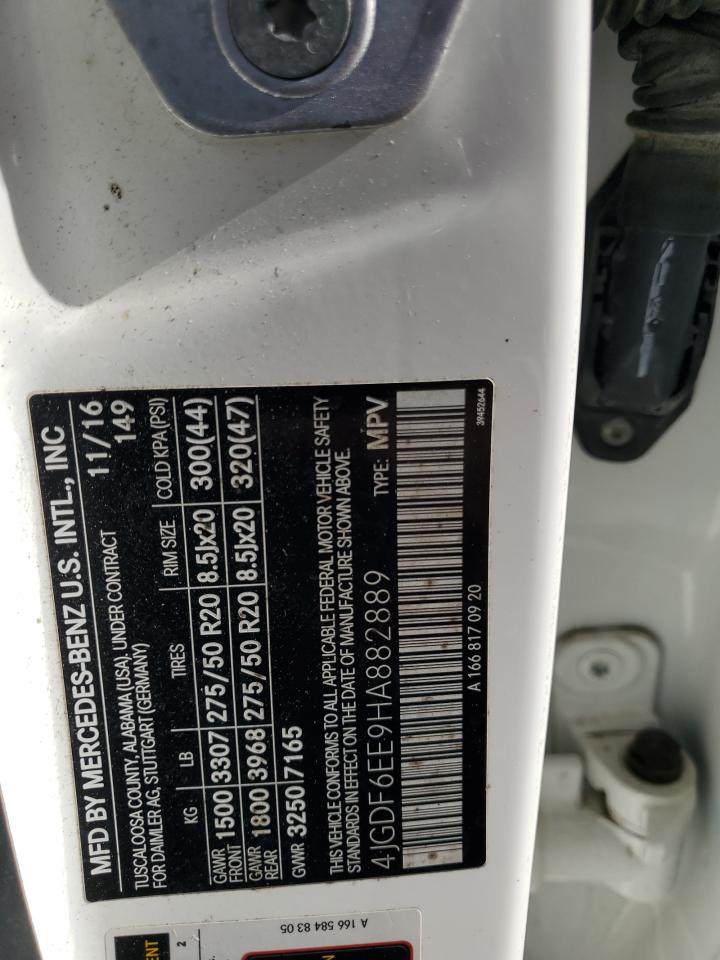 MFD BY MERCEDES-BENZ U.S. INTL., INC
TUSCALOOSA COUNTY, ALABAMA (USA), UNDER CONTRACT 11/16
FOR DAIMLER AG, STUTTGART (GERMANY) 149
KG LB TIRES RIM SIZE COLD KPA(PSI)
GAWR FRONT 1500 3307 275/50 R20 8.5Jx20 300(44)
GAWR REAR 1800 3968 275/50 R20 8.5Jx20 320(47)
GVWR 3250 7165
THIS VEHICLE CONFORMS TO ALL APPLICABLE FEDERAL MOTOR VEHICLE SAFETY
STANDARDS IN EFFECT ON THE DATE OF MANUFACTURE SHOWN ABOVE.
4JGDF6EE9HA882889 TYPE: MPV
A 166 817 09 20
39452644
A 166 584 83 05
2